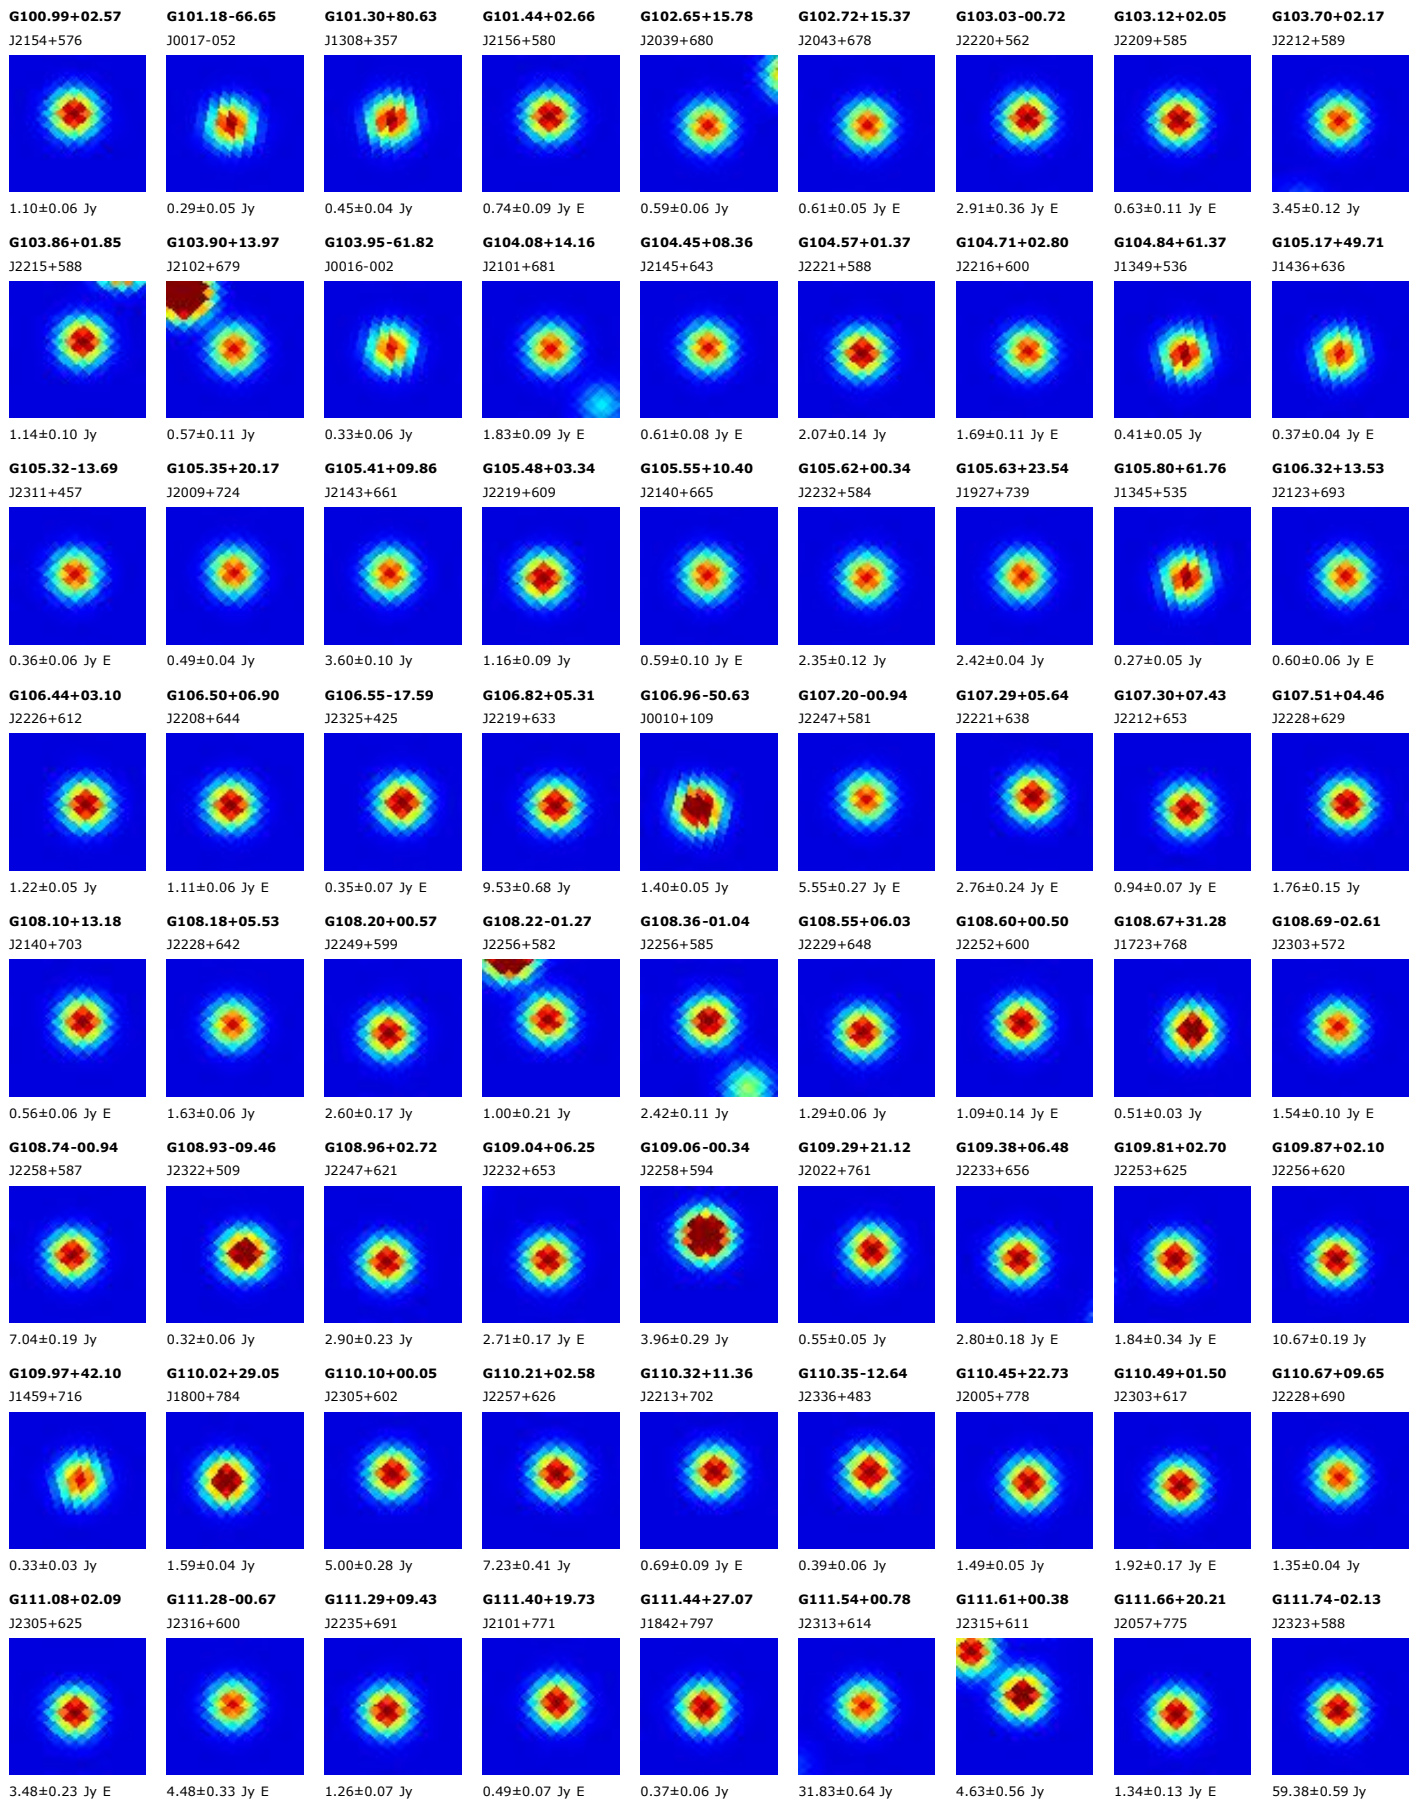 G100.99+02.57 G101.18-66.65 G101.30+80.63 G101.44+02.66 G102.65+15.78 G102.72+15.37 G103.03-00.72 G103.12+02.05 G103.70+02.17
J2154+576 J0017-052 J1308+357 J2156+580 J2039+680 J2043+678 J2220+562 J2209+585 J2212+589
1.10±0.06 Jy 0.29±0.05 Jy 0.45±0.04 Jy 0.74±0.09 Jy E 0.59±0.06 Jy 0.61±0.05 Jy E 2.91±0.36 Jy E 0.63±0.11 Jy E 3.45±0.12 Jy
G103.86+01.85 G103.90+13.97 G103.95-61.82 G104.08+14.16 G104.45+08.36 G104.57+01.37 G104.71+02.80 G104.84+61.37 G105.17+49.71
J2215+588 J2102+679 J0016-002 J2101+681 J2145+643 J2221+588 J2216+600 J1349+536 J1436+636
1.14±0.10 Jy 0.57±0.11 Jy 0.33±0.06 Jy 1.83±0.09 Jy E 0.61±0.08 Jy E 2.07±0.14 Jy 1.69±0.11 Jy E 0.41±0.05 Jy 0.37±0.04 Jy E
G105.32-13.69 G105.35+20.17 G105.41+09.86 G105.48+03.34 G105.55+10.40 G105.62+00.34 G105.63+23.54 G105.80+61.76 G106.32+13.53
J2311+457 J2009+724 J2143+661 J2219+609 J2140+665 J2232+584 J1927+739 J1345+535 J2123+693
0.36±0.06 Jy E 0.49±0.04 Jy 3.60±0.10 Jy 1.16±0.09 Jy 0.59±0.10 Jy E 2.35±0.12 Jy 2.42±0.04 Jy 0.27±0.05 Jy 0.60±0.06 Jy E
G106.44+03.10 G106.50+06.90 G106.55-17.59 G106.82+05.31 G106.96-50.63 G107.20-00.94 G107.29+05.64 G107.30+07.43 G107.51+04.46
J2226+612 J2208+644 J2325+425 J2219+633 J0010+109 J2247+581 J2221+638 J2212+653 J2228+629
1.22±0.05 Jy 1.11±0.06 Jy E 0.35±0.07 Jy E 9.53±0.68 Jy 1.40±0.05 Jy 5.55±0.27 Jy E 2.76±0.24 Jy E 0.94±0.07 Jy E 1.76±0.15 Jy
G108.10+13.18 G108.18+05.53 G108.20+00.57 G108.22-01.27 G108.36-01.04 G108.55+06.03 G108.60+00.50 G108.67+31.28 G108.69-02.61
J2140+703 J2228+642 J2249+599 J2256+582 J2256+585 J2229+648 J2252+600 J1723+768 J2303+572
0.56±0.06 Jy E 1.63±0.06 Jy 2.60±0.17 Jy 1.00±0.21 Jy 2.42±0.11 Jy 1.29±0.06 Jy 1.09±0.14 Jy E 0.51±0.03 Jy 1.54±0.10 Jy E
G108.74-00.94 G108.93-09.46 G108.96+02.72 G109.04+06.25 G109.06-00.34 G109.29+21.12 G109.38+06.48 G109.81+02.70 G109.87+02.10
J2258+587 J2322+509 J2247+621 J2232+653 J2258+594 J2022+761 J2233+656 J2253+625 J2256+620
7.04±0.19 Jy 0.32±0.06 Jy 2.90±0.23 Jy 2.71±0.17 Jy E 3.96±0.29 Jy 0.55±0.05 Jy 2.80±0.18 Jy E 1.84±0.34 Jy E 10.67±0.19 Jy
G109.97+42.10 G110.02+29.05 G110.10+00.05 G110.21+02.58 G110.32+11.36 G110.35-12.64 G110.45+22.73 G110.49+01.50 G110.67+09.65
J1459+716 J1800+784 J2305+602 J2257+626 J2213+702 J2336+483 J2005+778 J2303+617 J2228+690
0.33±0.03 Jy 1.59±0.04 Jy 5.00±0.28 Jy 7.23±0.41 Jy 0.69±0.09 Jy E 0.39±0.06 Jy 1.49±0.05 Jy 1.92±0.17 Jy E 1.35±0.04 Jy
G111.08+02.09 G111.28-00.67 G111.29+09.43 G111.40+19.73 G111.44+27.07 G111.54+00.78 G111.61+00.38 G111.66+20.21 G111.74-02.13
J2305+625 J2316+600 J2235+691 J2101+771 J1842+797 J2313+614 J2315+611 J2057+775 J2323+588
3.48±0.23 Jy E 4.48±0.33 Jy E 1.26±0.07 Jy 0.49±0.07 Jy E 0.37±0.06 Jy 31.83±0.64 Jy 4.63±0.56 Jy 1.34±0.13 Jy E 59.38±0.59 Jy